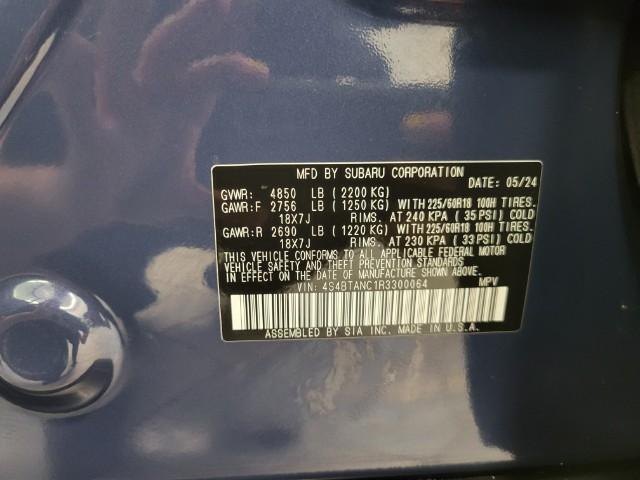 MFD BY SUBARU CORPORATION
DATE: 05/24
GVWR: 4850 LB (2200 KG)
GAWR:F 2756 LB (1250 KG) WITH 225/60R18 100H TIRES.
18X7J RIMS. AT 240 KPA (35 PSI) COLD
GAWR:R 2690 LB (1220 KG) WITH 225/60R18 100H TIRES.
18X7J RIMS. AT 230 KPA (33 PSI) COLD
THIS VEHICLE CONFORMS TO ALL APPLICABLE FEDERAL MOTOR
VEHICLE SAFETY AND THEFT PREVENTION STANDARDS
IN EFFECT ON THE DATE OF MANUFACTURE SHOWN ABOVE.
VIN: 4S4BTANC1R3300064 MPV
ASSEMBLED BY SIA INC. MADE IN U.S.A.